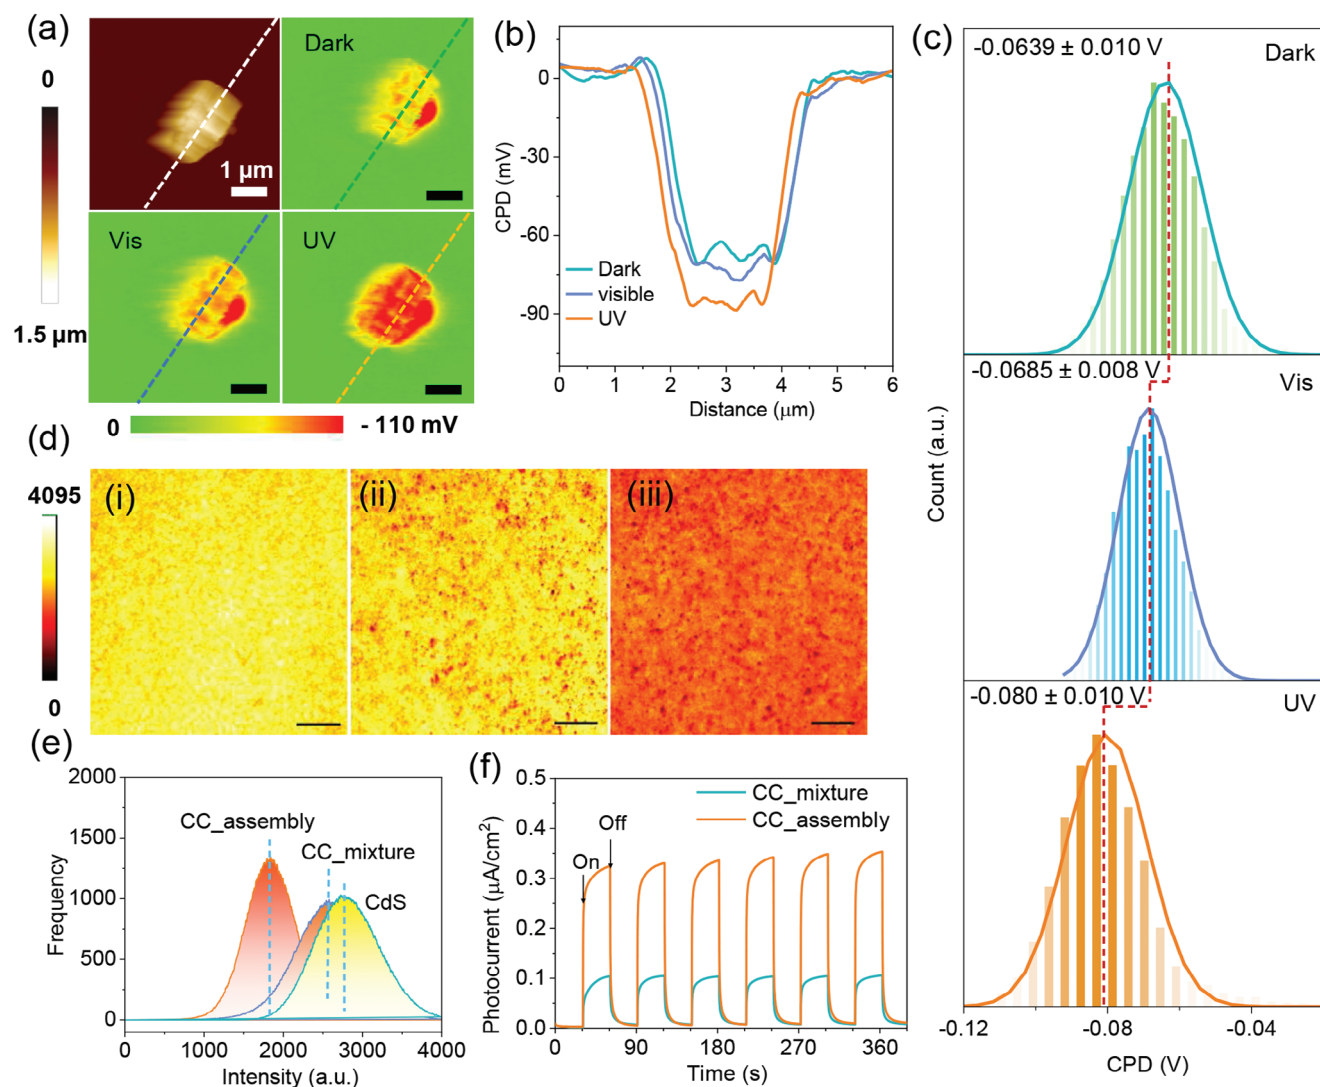 (a)
0
1.5 μm
1 μm
Dark
Vis
UV
0
- 110 mV
(b)
CPD (mV)
0
-30
-60
-90
Dark
visible
UV
0
1
2
3
4
5
6
Distance (μm)
(c)
-0.0639 ± 0.010 V
Dark
-0.0685 ± 0.008 V
Vis
-0.080 ± 0.010 V
UV
Count (a.u.)
-0.12
-0.08
-0.04
CPD (V)
(d)
4095
0
(i)
(ii)
(iii)
(e)
Frequency
2000
1500
1000
500
0
CC_assembly
CC_mixture
CdS
0
1000
2000
3000
4000
Intensity (a.u.)
(f)
Photocurrent (μA/cm²)
0.5
0.4
0.3
0.2
0.1
0.0
CC_mixture
CC_assembly
On
Off
0
90
180
270
360
Time (s)